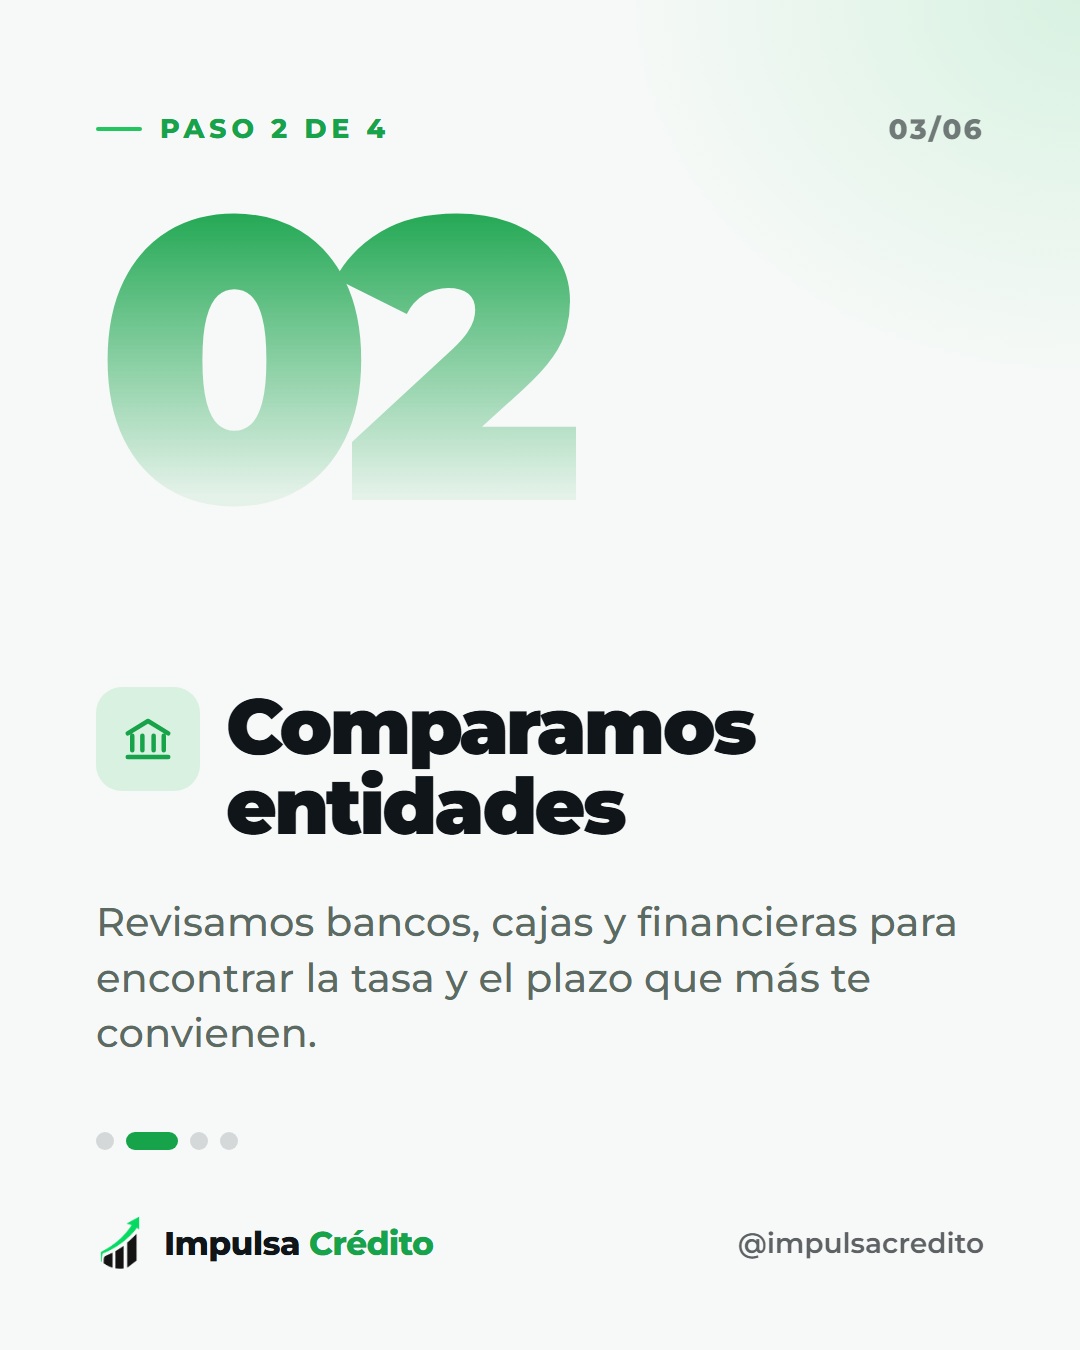 PASO 2 DE 4
03/06
02
Comparamos
entidades
Revisamos bancos, cajas y financieras para
encontrar la tasa y el plazo que más te
convienen.
Impulsa Crédito
@impulsacredito